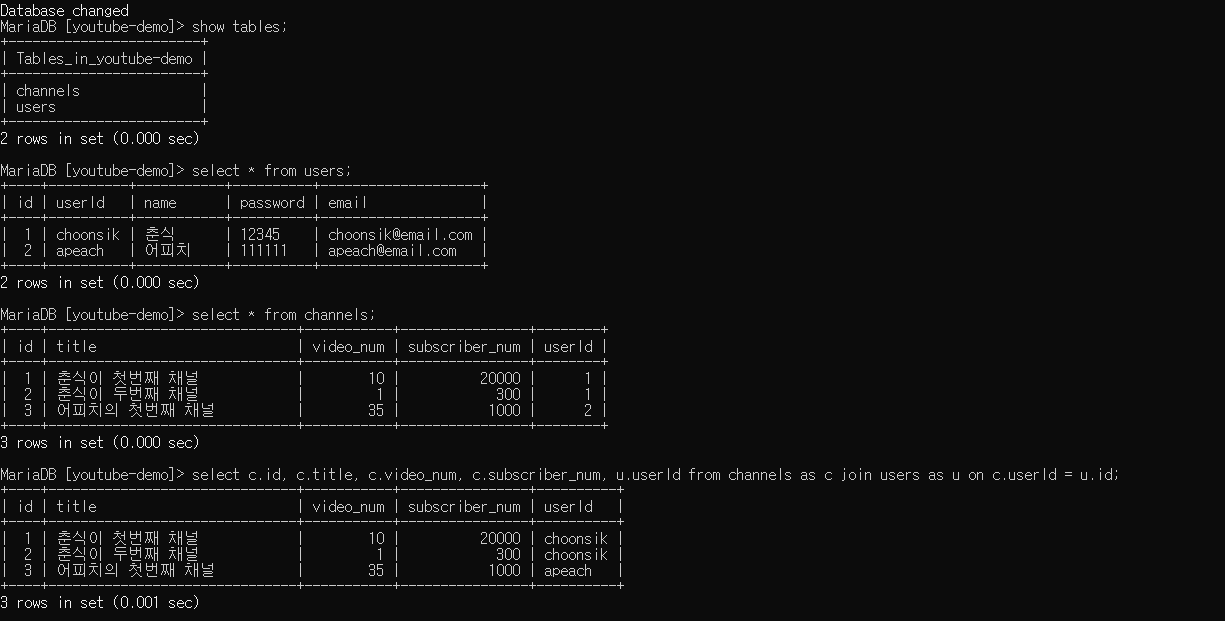 Database changed
MariaDB [youtube-demo]> show tables;
+------------------------+
| Tables_in_youtube-demo |
+------------------------+
| channels               |
| users                  |
+------------------------+
2 rows in set (0.000 sec)
MariaDB [youtube-demo]> select * from users;
+----+----------+-----------+----------+--------------------+
| id | userId   | name      | password | email              |
+----+----------+-----------+----------+--------------------+
|  1 | choonsik | 춘식      | 12345    | choonsik@email.com |
|  2 | apeach   | 어피치    | 111111   | apeach@email.com   |
+----+----------+-----------+----------+--------------------+
2 rows in set (0.000 sec)
MariaDB [youtube-demo]> select * from channels;
+----+-------------------------------+-----------+----------------+--------+
| id | title                         | video_num | subscriber_num | userId |
+----+-------------------------------+-----------+----------------+--------+
|  1 | 춘식이 첫번째 채널            |        10 |          20000 |      1 |
|  2 | 춘식이 두번째 채널            |         1 |            300 |      1 |
|  3 | 어피치의 첫번째 채널          |        35 |           1000 |      2 |
+----+-------------------------------+-----------+----------------+--------+
3 rows in set (0.000 sec)
MariaDB [youtube-demo]> select c.id, c.title, c.video_num, c.subscriber_num, u.userId from channels as c join users as u on c.userId = u.id;
+----+-------------------------------+-----------+----------------+----------+
| id | title                         | video_num | subscriber_num | userId   |
+----+-------------------------------+-----------+----------------+----------+
|  1 | 춘식이 첫번째 채널            |        10 |          20000 | choonsik |
|  2 | 춘식이 두번째 채널            |         1 |            300 | choonsik |
|  3 | 어피치의 첫번째 채널          |        35 |           1000 | apeach   |
+----+-------------------------------+-----------+----------------+----------+
3 rows in set (0.001 sec)